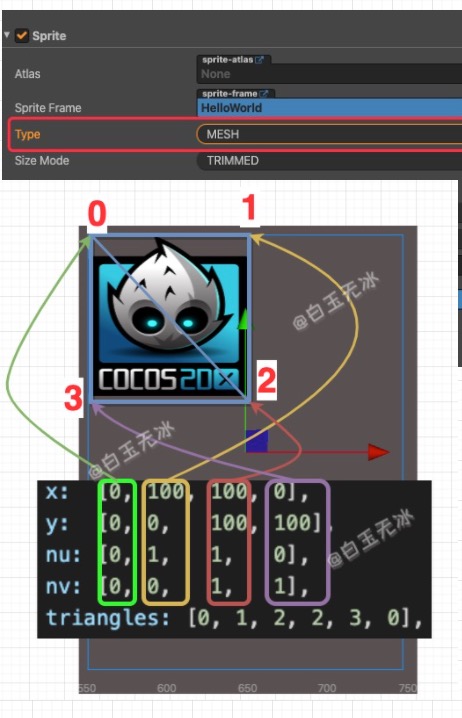 Sprite
sprite-atlas
Atlas
None
sprite-frame
Sprite Frame
HelloWorld
Type
MESH
Size Mode
TRIMMED
0
1
@白玉无冰
COCOS2DX
2
3
@白玉无冰
x: [0, 100, 100, 0],
y: [0, 0, 100, 100],
nu: [0, 1, 1, 0],
nv: [0, 0, 1, 1],
@白玉无冰
triangles: [0, 1, 2, 2, 3, 0],
550 600 650 700 750